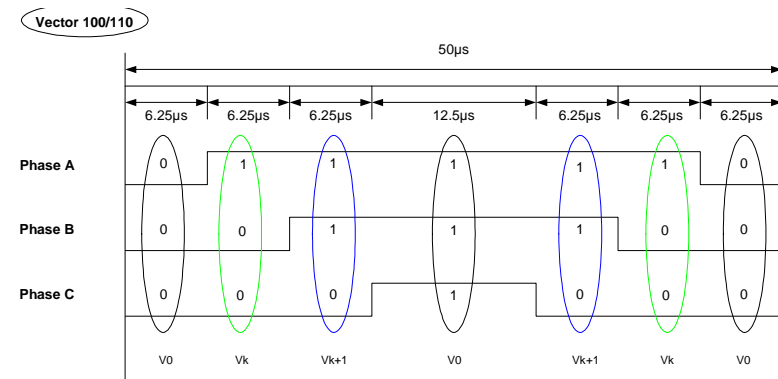 Vector 100/110
50µs
6.25µs 6.25µs 6.25µs 12.5µs 6.25µs 6.25µs 6.25µs
Phase A 0 1 1 1 1 1 0
Phase B 0 0 1 1 1 0 0
Phase C 0 0 0 1 0 0 0
V0 Vk Vk+1 V0 Vk+1 Vk V0